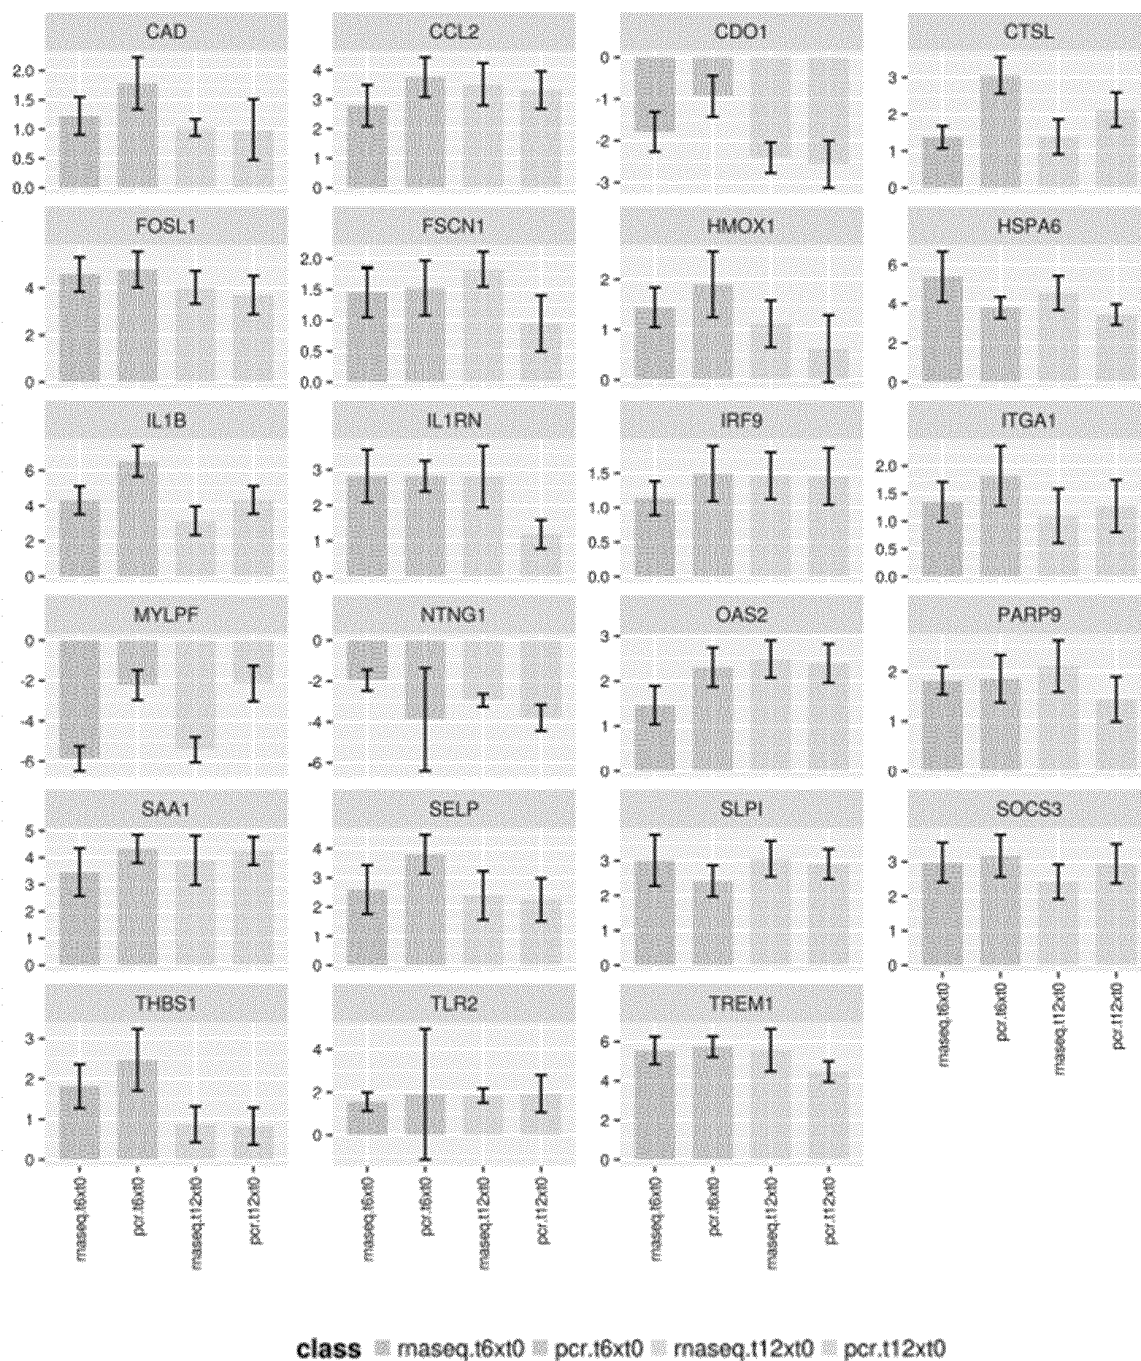 CAD CCL2 CDO1 CTSL
2.0 4 0 3
1.5 3 -1 2
1.0 2 -2 1
0.5 1 -3 0
0.0 0
FOSL1 FSCN1 HMOX1 HSPA6
4 2.0 2 6
2 1.5 1 4
0 1.0 0 2
0.5 0
0.0
IL1B IL1RN IRF9 ITGA1
6 3 1.5 2.0
4 2 1.0 1.5
2 1 0.5 1.0
0 0 0.0 0.5
0.0
MYLPF NTNG1 OAS2 PARP9
0 0 3 2
-2 -2 2 1
-4 -4 1 0
-6 -6 0
SAA1 SELP SLPI SOCS3
5 4 3 3
4 3 2 2
3 2 1 1
2 1 0 0
1 0
0
THBS1 TLR2 TREM1
3 4 6
2 2 4
1 0 2
0 0
rnaseq.t6xt0 pcr.t6xt0 rnaseq.t12xt0 pcr.t12xt0
rnaseq.t6xt0 pcr.t6xt0 rnaseq.t12xt0 pcr.t12xt0
rnaseq.t6xt0 pcr.t6xt0 rnaseq.t12xt0 pcr.t12xt0
rnaseq.t6xt0 pcr.t6xt0 rnaseq.t12xt0 pcr.t12xt0
class rnaseq.t6xt0 pcr.t6xt0 rnaseq.t12xt0 pcr.t12xt0